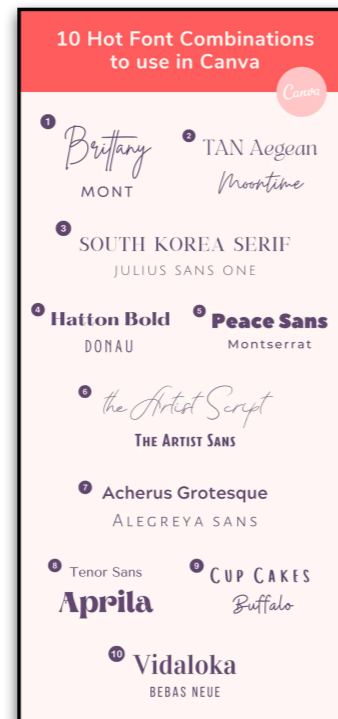 10 Hot Font Combinations
to use in Canva
Canva
1
Brittany
MONT
2
TAN Aegean
Moontime
3
SOUTH KOREA SERIF
JULIUS SANS ONE
4
Hatton Bold
DONAU
5
Peace Sans
Montserrat
6
the Artist Script
The Artist Sans
7
Acherus Grotesque
Alegreya sans
8
Tenor Sans
Aprila
9
Cup Cakes
Buffalo
10
Vidaloka
BEBAS NEUE